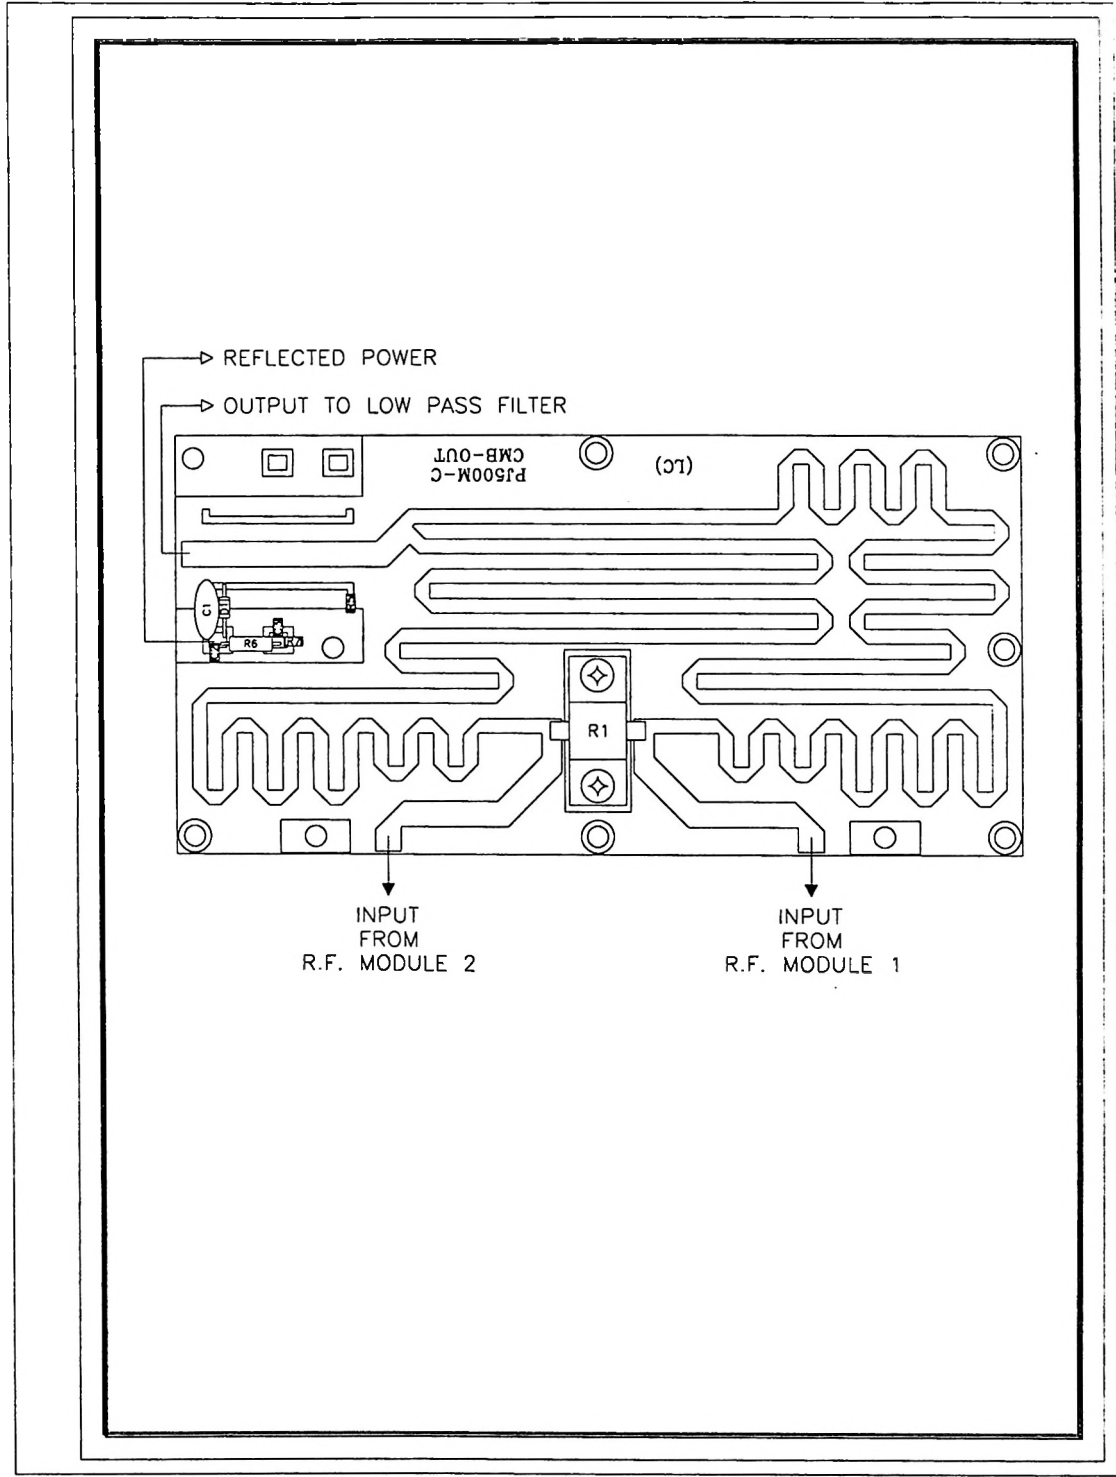 REFLECTED POWER
OUTPUT TO LOW PASS FILTER
PJ500M-C
CMB-OUT
(LC)
C1
R6
R1
INPUT
FROM
R.F. MODULE 2
INPUT
FROM
R.F. MODULE 1